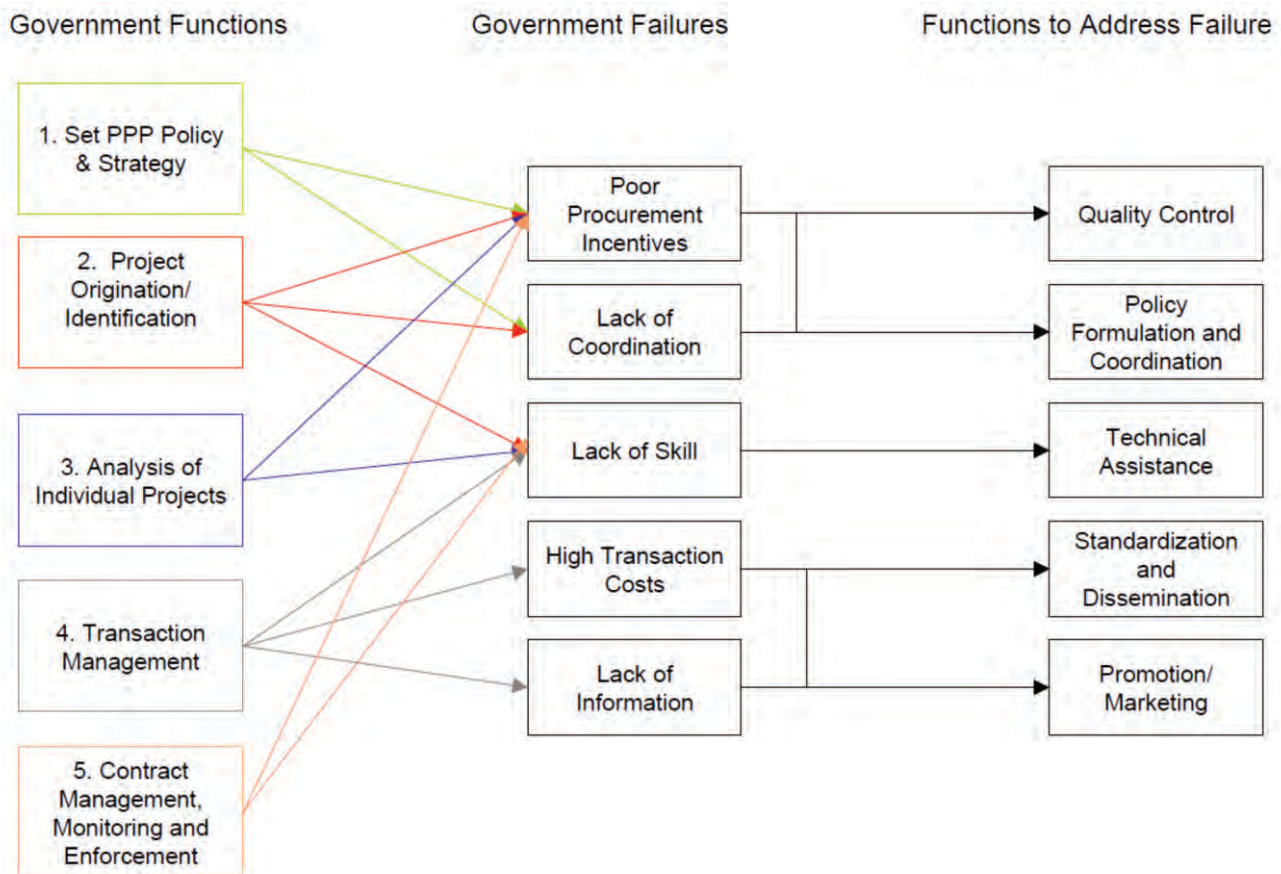 Government Functions
Government Failures
Functions to Address Failure
1. Set PPP Policy
& Strategy
2. Project
Origination/
Identification
3. Analysis of
Individual Projects
4. Transaction
Management
5. Contract
Management,
Monitoring and
Enforcement
Poor
Procurement
Incentives
Lack of
Coordination
Lack of Skill
High Transaction
Costs
Lack of
Information
Quality Control
Policy
Formulation and
Coordination
Technical
Assistance
Standardization
and
Dissemination
Promotion/
Marketing